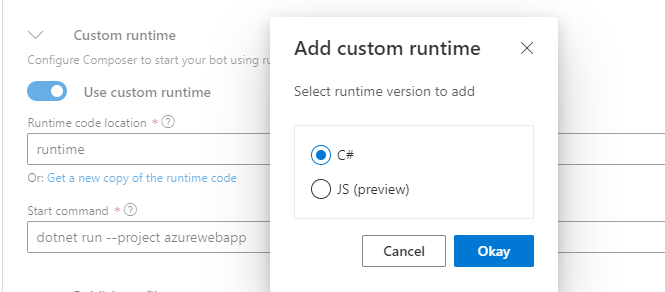 Custom runtime
Configure Composer to start your bot using
Use custom runtime
Runtime code location * ?
runtime
Or: Get a new copy of the runtime code
Start command * ?
dotnet run --project azurewebapp
Add custom runtime
Select runtime version to add
C#
JS (preview)
Cancel
Okay